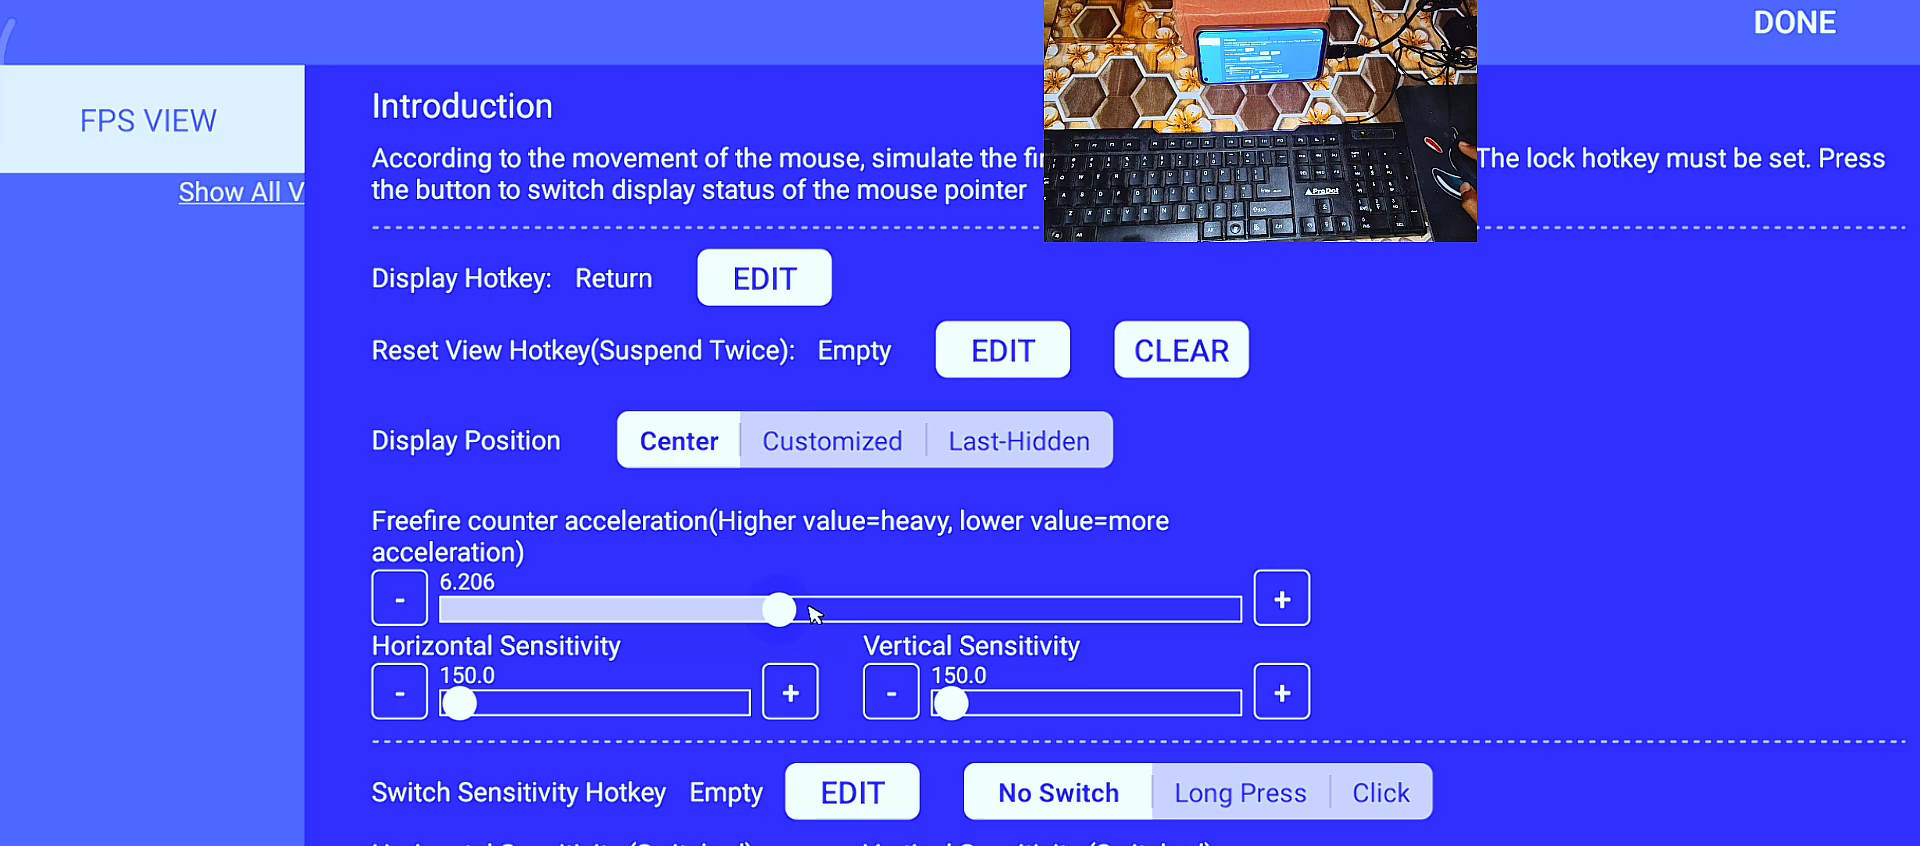 DONE
FPS VIEW
Show All V
Introduction
According to the movement of the mouse, simulate the fi
The lock hotkey must be set. Press
the button to switch display status of the mouse pointer
Display Hotkey: Return EDIT
Reset View Hotkey(Suspend Twice): Empty EDIT CLEAR
Display Position Center Customized Last-Hidden
Freefire counter acceleration(Higher value=heavy, lower value=more
acceleration)
- 6.206 +
Horizontal Sensitivity Vertical Sensitivity
- 150.0 + - 150.0 +
Switch Sensitivity Hotkey Empty EDIT No Switch Long Press Click
ProDot